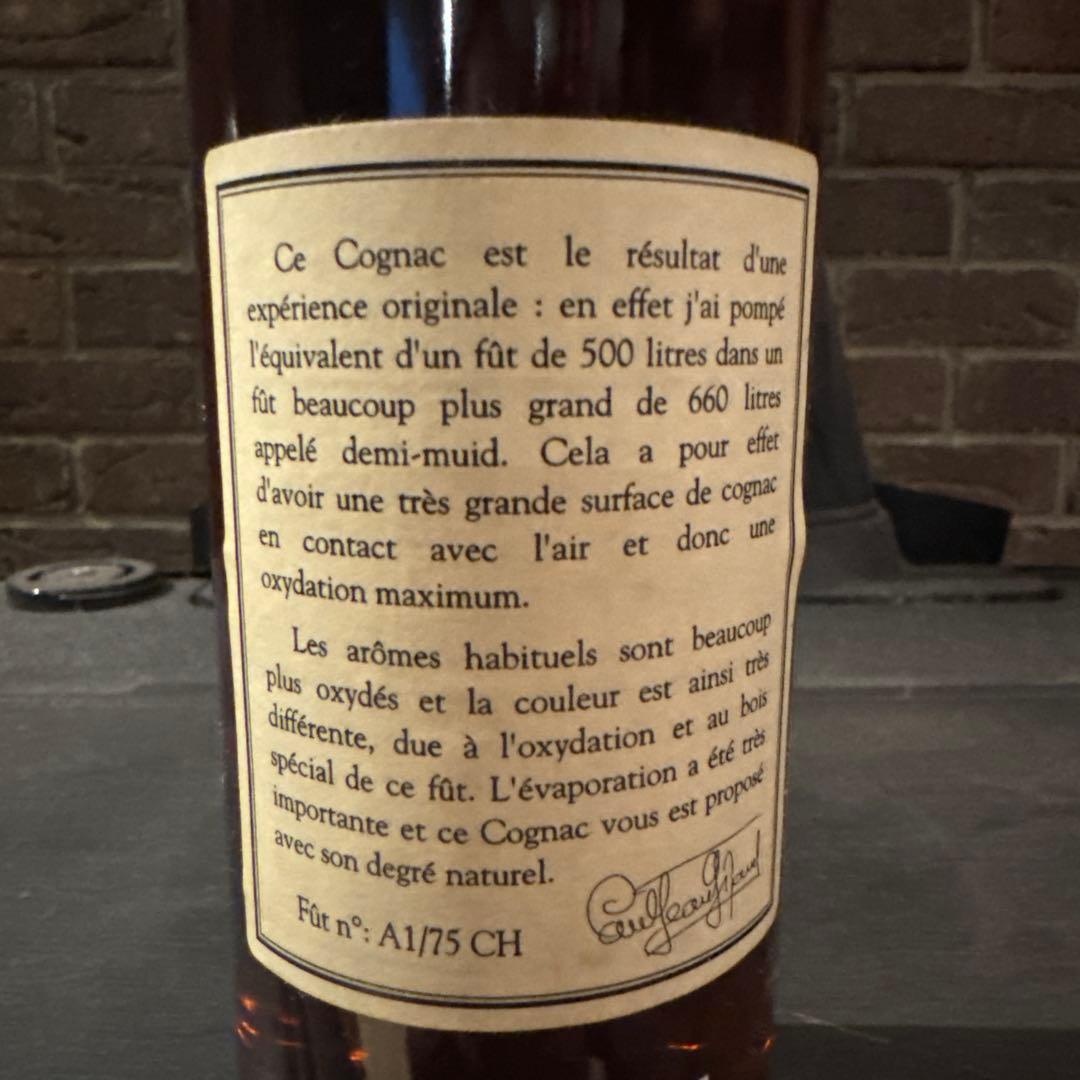 Ce Cognac est le résultat d'une
expérience originale : en effet j'ai pompé
l'équivalent d'un fût de 500 litres dans un
fût beaucoup plus grand de 660 litres
appelé demi-muid. Cela a pour effet
d'avoir une très grande surface de cognac
en contact avec l'air et donc une
oxydation maximum.
Les arômes habituels sont beaucoup
plus oxydés et la couleur est ainsi très
différente, due à l'oxydation et au bois
spécial de ce fût. L'évaporation a été très
importante et ce Cognac vous est proposé
avec son degré naturel.
Fût n°: A1/75 CH